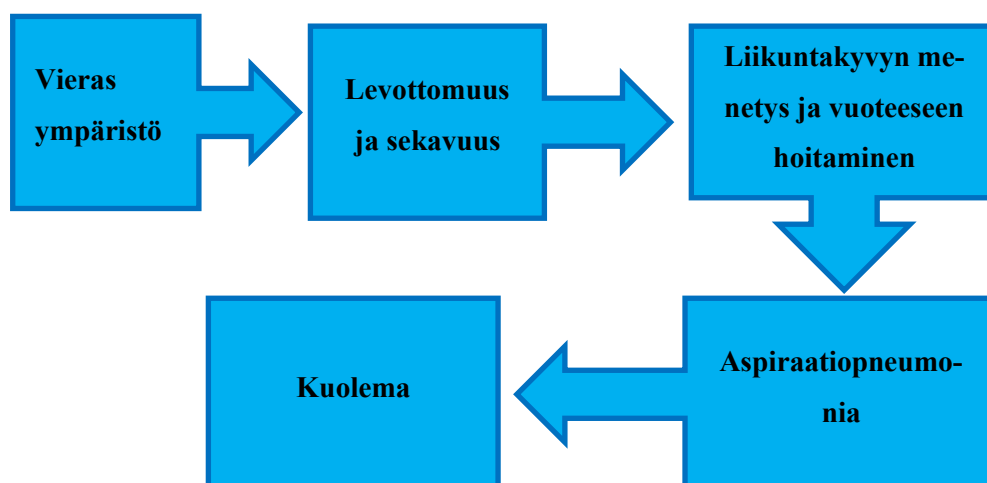 Vieras
ympäristö
Levottomuus
ja sekavuus
Liikuntakyvyn me-
netys ja vuoteeseen
hoitaminen
Aspiraatiopneumo-
nia
Kuolema